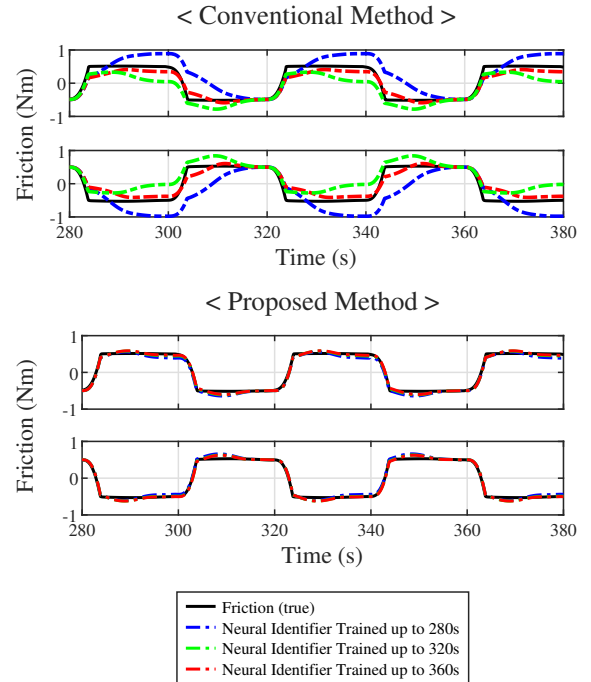 < Conventional Method >
Friction (Nm)
1
0
-1
1
0
-1
280 300 320 340 360 380
Time (s)
< Proposed Method >
Friction (Nm)
1
0
-1
1
0
-1
280 300 320 340 360 380
Time (s)
Friction (true)
Neural Identifier Trained up to 280s
Neural Identifier Trained up to 320s
Neural Identifier Trained up to 360s